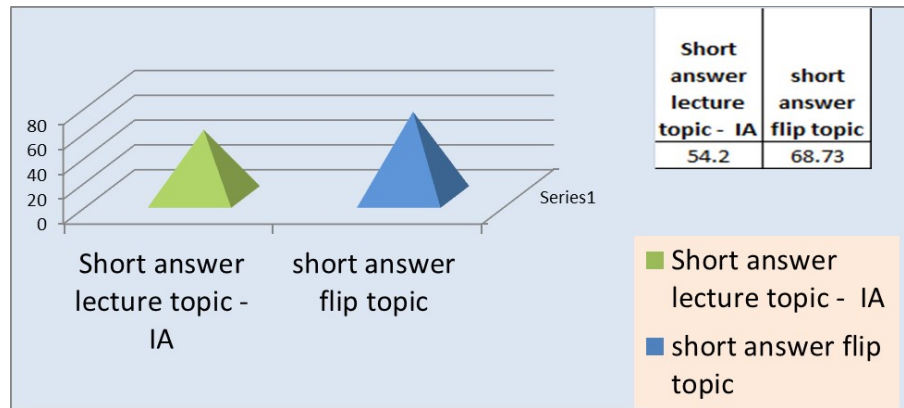 80
60
40
20
0
Series1
Short answer
lecture topic -
IA
short answer
flip topic
Short
answer
lecture
topic - IA
short
answer
flip topic
54.2
68.73
Short answer
lecture topic - IA
short answer flip
topic